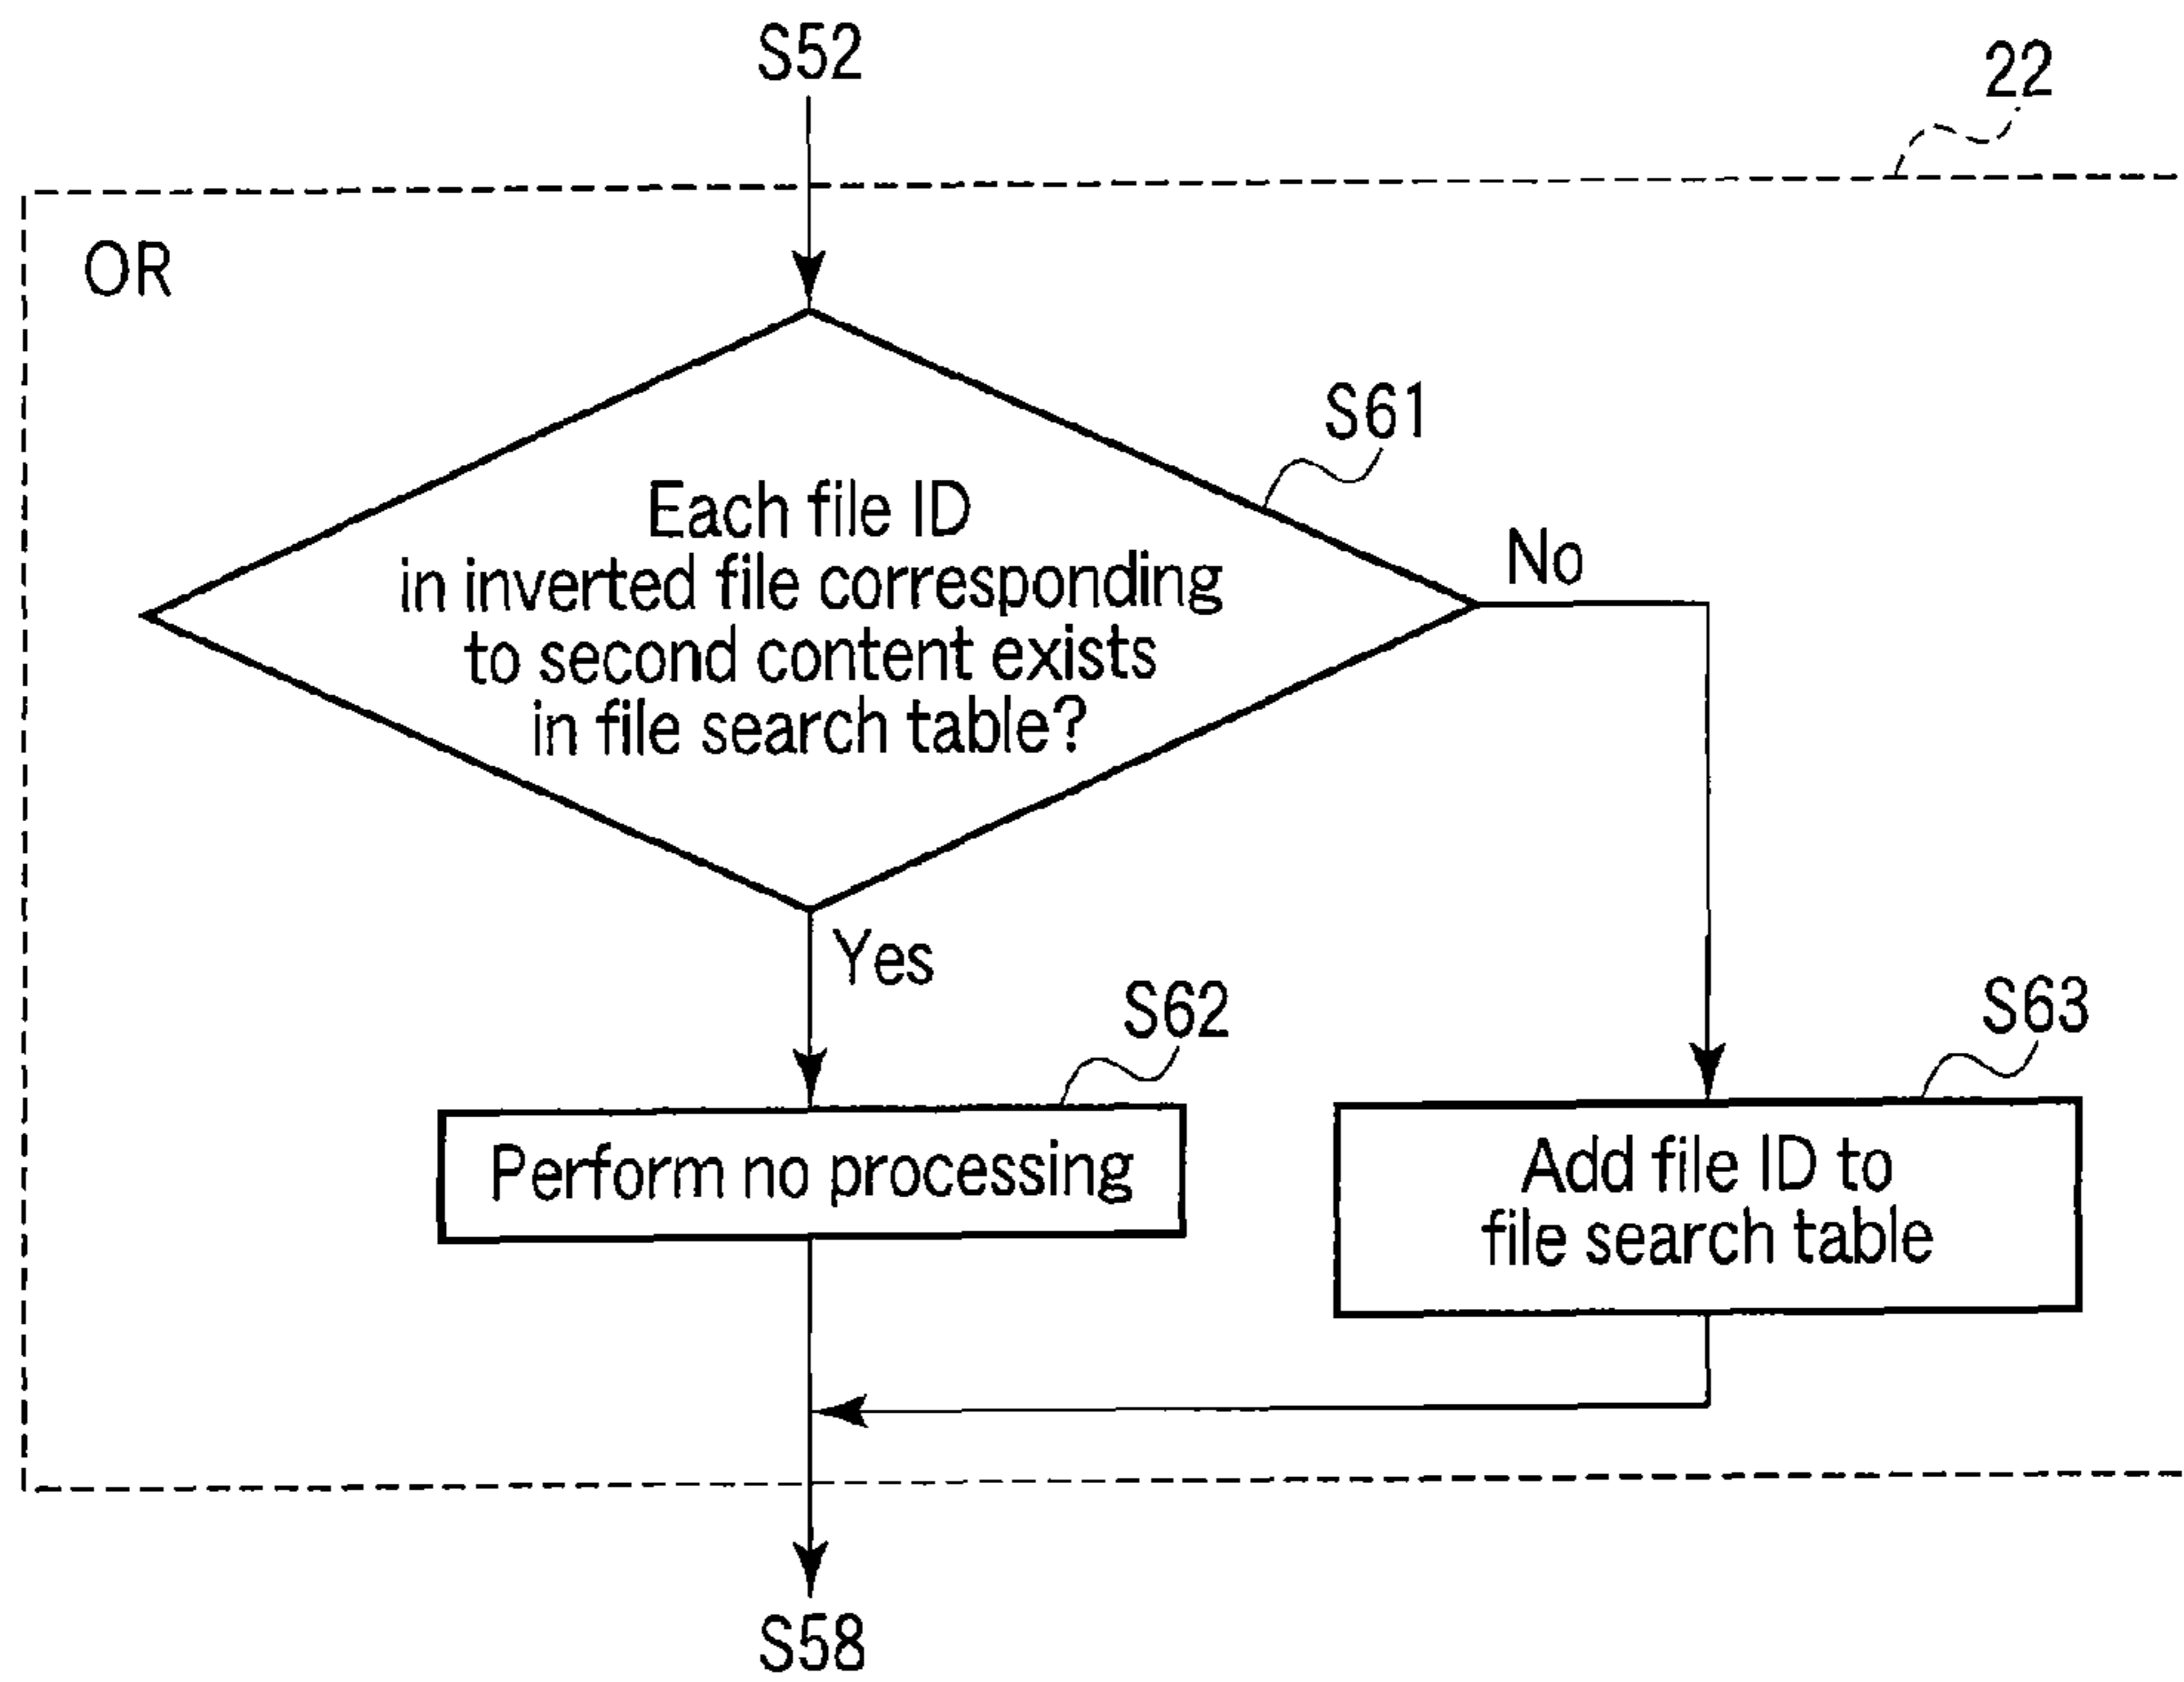 S52
22
OR
S61
Each file ID
in inverted file corresponding
to second content exists
in file search table?
No
Yes
S62
S63
Perform no processing
Add file ID to
file search table
S58